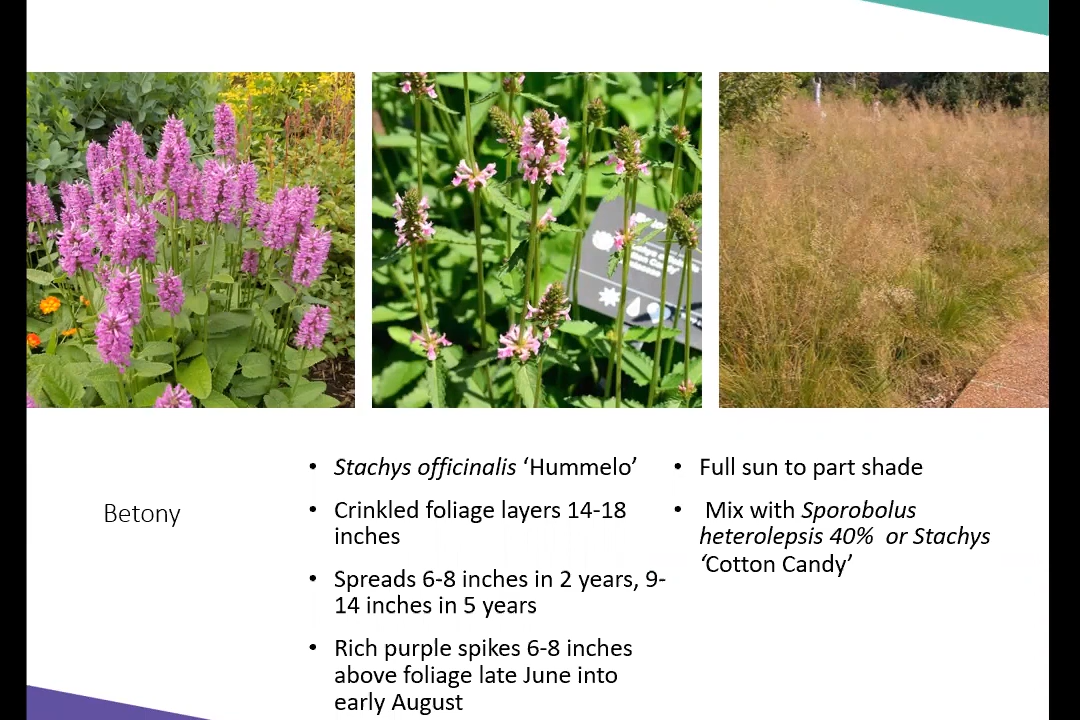 Betony
• Stachys officinalis ‘Hummelo’
• Crinkled foliage layers 14-18
inches
• Spreads 6-8 inches in 2 years, 9-
14 inches in 5 years
• Rich purple spikes 6-8 inches
above foliage late June into
early August
• Full sun to part shade
• Mix with Sporobolus
heterolepsis 40% or Stachys
‘Cotton Candy’